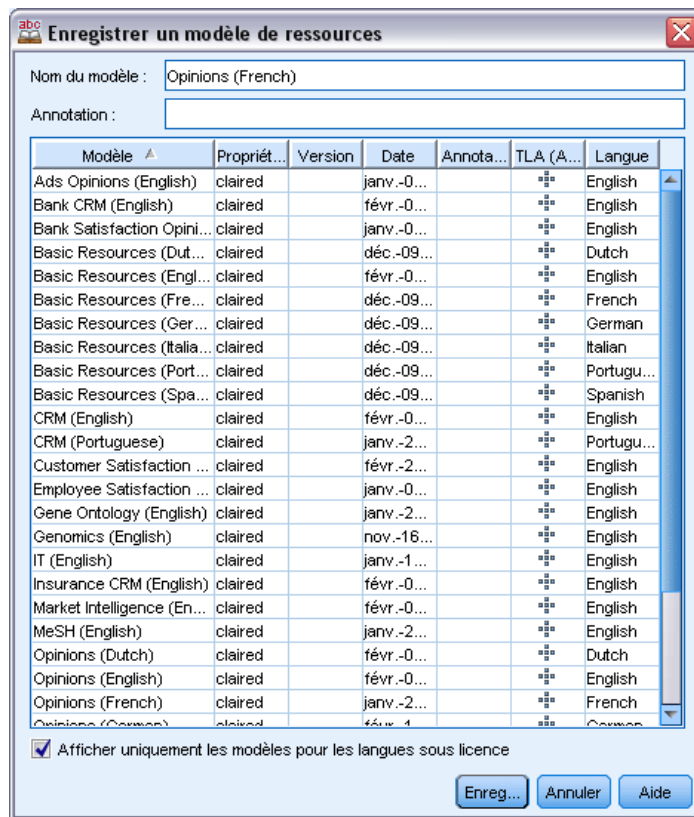 abc Enregistrer un modèle de ressources
Nom du modèle : Opinions (French)
Annotation :
Modèle Propriét... Version Date Annota... TLA (A... Langue
Ads Opinions (English) claired janv.-0... English
Bank CRM (English) claired févr.-0... English
Bank Satisfaction Opini... claired janv.-0... English
Basic Resources (Dut... claired déc.-09... Dutch
Basic Resources (Engl... claired févr.-0... English
Basic Resources (Fre... claired déc.-09... French
Basic Resources (Ger... claired déc.-09... German
Basic Resources (Italia... claired déc.-09... Italian
Basic Resources (Port... claired déc.-09... Portugu...
Basic Resources (Spa... claired déc.-09... Spanish
CRM (English) claired févr.-0... English
CRM (Portuguese) claired janv.-2... Portugu...
Customer Satisfaction ... claired févr.-2... English
Employee Satisfaction ... claired janv.-0... English
Gene Ontology (English) claired janv.-2... English
Genomics (English) claired nov.-16... English
IT (English) claired janv.-1... English
Insurance CRM (English) claired févr.-0... English
Market Intelligence (En... claired févr.-0... English
MeSH (English) claired janv.-2... English
Opinions (Dutch) claired févr.-0... Dutch
Opinions (English) claired févr.-0... English
Opinions (French) claired janv.-2... French
Opinions (German) claired févr.-1... German
Afficher uniquement les modèles pour les langues sous licence
Enreg... Annuler Aide